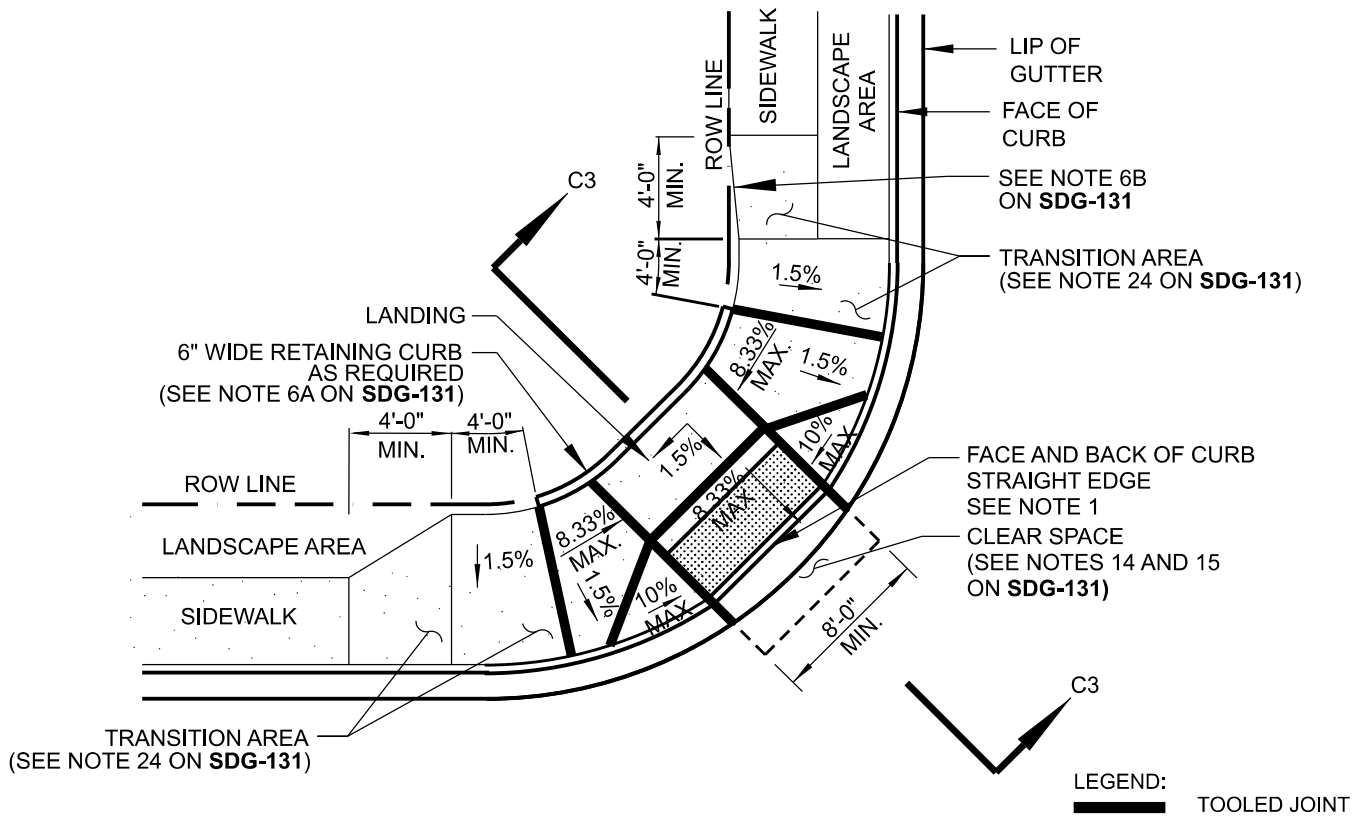 LIP OF
GUTTER
FACE OF
CURB
ROW LINE
SIDEWALK
LANDSCAPE
AREA
4'-0"
MIN.
C3
SEE NOTE 6B
ON SDG-131
4'-0"
MIN.
1.5%
TRANSITION AREA
(SEE NOTE 24 ON SDG-131)
LANDING
6" WIDE RETAINING CURB
AS REQUIRED
(SEE NOTE 6A ON SDG-131)
8.33%
MAX.
1.5%
4'-0"
MIN.
4'-0"
MIN.
10%
MAX
1.5%
8.33%
MAX
FACE AND BACK OF CURB
STRAIGHT EDGE
SEE NOTE 1
CLEAR SPACE
(SEE NOTES 14 AND 15
ON SDG-131)
ROW LINE
LANDSCAPE AREA
1.5%
8.33%
MAX.
1.5%
10%
MAX
SIDEWALK
8'-0"
MIN.
C3
TRANSITION AREA
(SEE NOTE 24 ON SDG-131)
LEGEND:
TOOLED JOINT